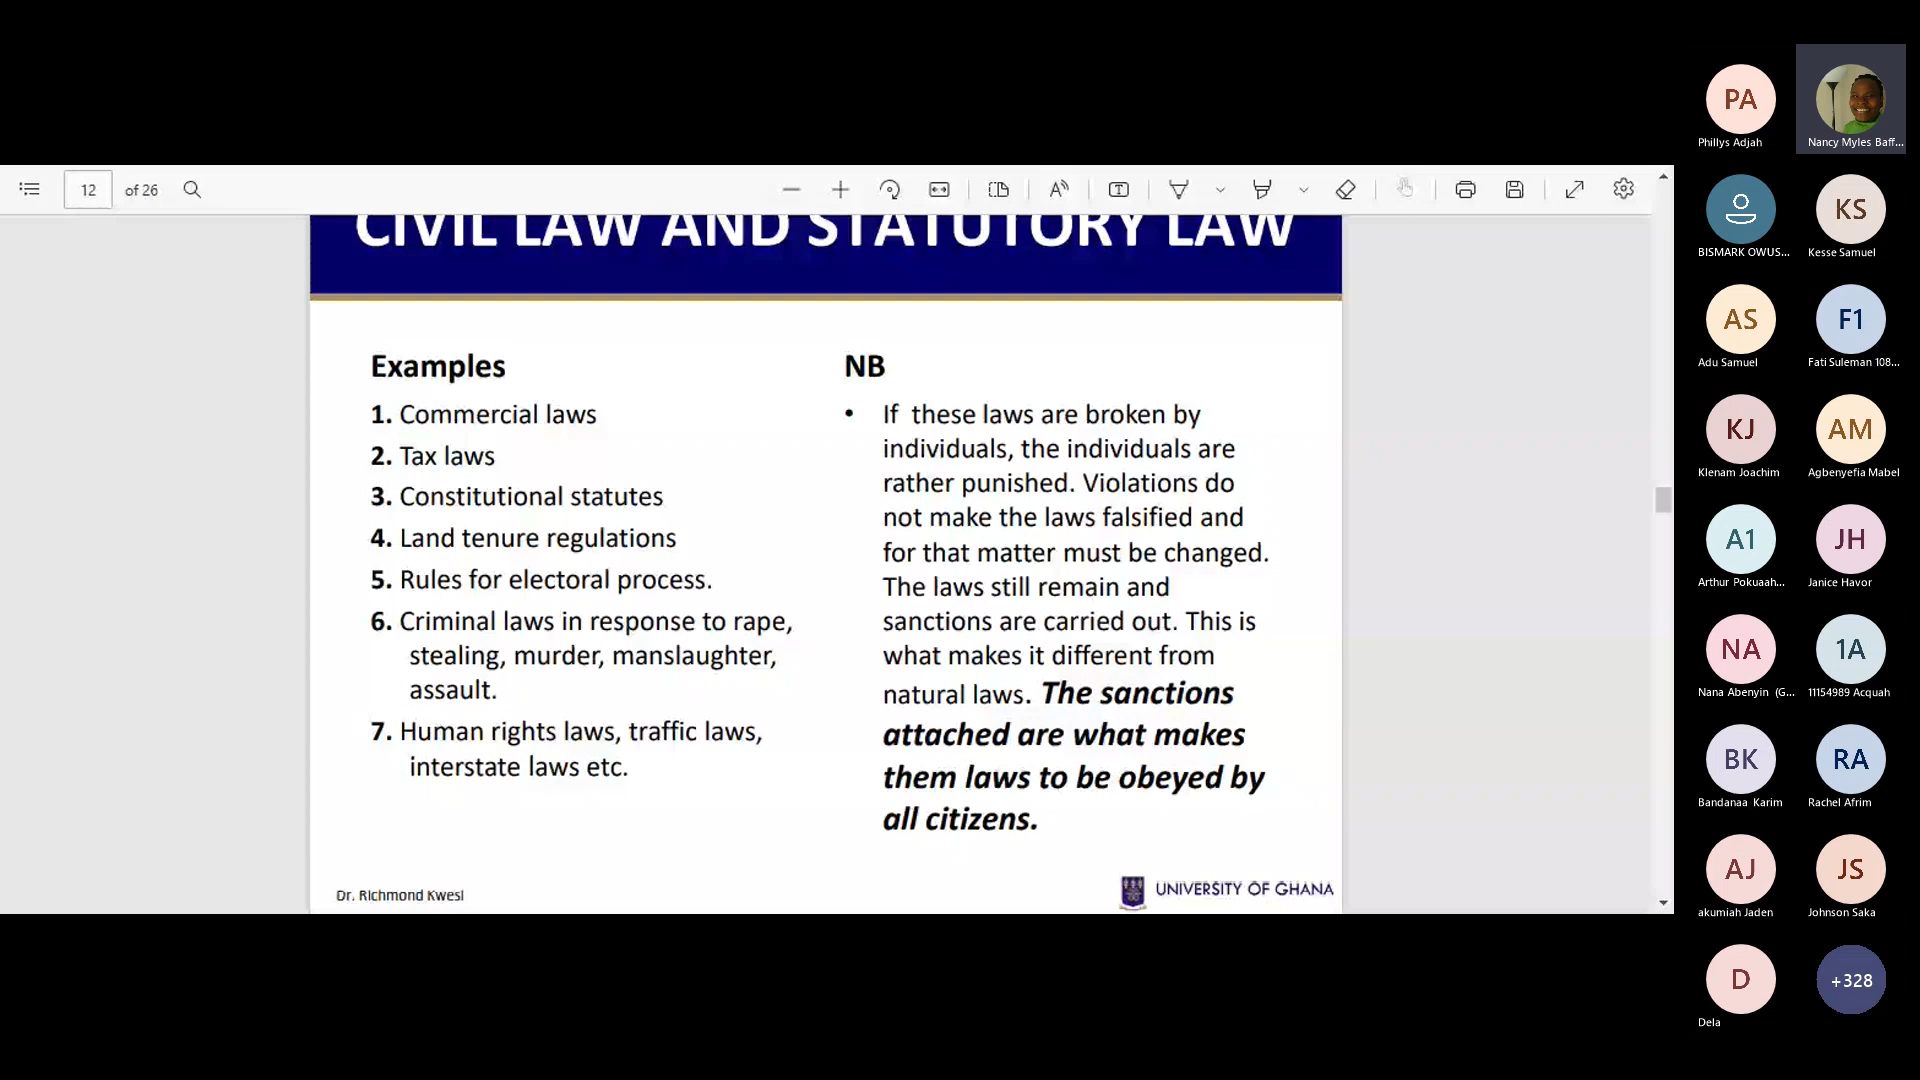 12 of 26
CIVIL LAW AND STATUTORY LAW
Examples
1. Commercial laws
2. Tax laws
3. Constitutional statutes
4. Land tenure regulations
5. Rules for electoral process.
6. Criminal laws in response to rape,
stealing, murder, manslaughter,
assault.
7. Human rights laws, traffic laws,
interstate laws etc.
NB
• If these laws are broken by
individuals, the individuals are
rather punished. Violations do
not make the laws falsified and
for that matter must be changed.
The laws still remain and
sanctions are carried out. This is
what makes it different from
natural laws. The sanctions
attached are what makes
them laws to be obeyed by
all citizens.
Dr. Richmond Kwesi
UNIVERSITY OF GHANA
PA
Phillys Adjah
Nancy Myles Baff...
BISMARK OWUS...
KS
Kesse Samuel
AS
Adu Samuel
F1
Fati Suleman 108...
KJ
Klenam Joachim
AM
Agbenyefia Mabel
A1
Arthur Pokuaah...
JH
Janice Havor
NA
Nana Abenyin (G...
1A
11154989 Acquah
BK
Bandanaa Karim
RA
Rachel Afrim
AJ
akumiah Jaden
JS
Johnson Saka
D
Dela
+328